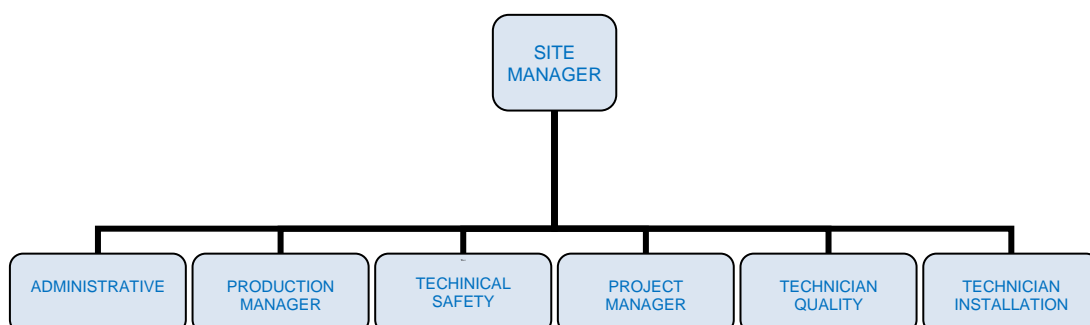 SITE
MANAGER
ADMINISTRATIVE
PRODUCTION
MANAGER
TECHINICAL
SAFETY
PROJECT
MANAGER
TECHNICIAN
QUALITY
TECHNICIAN
INSTALLATION